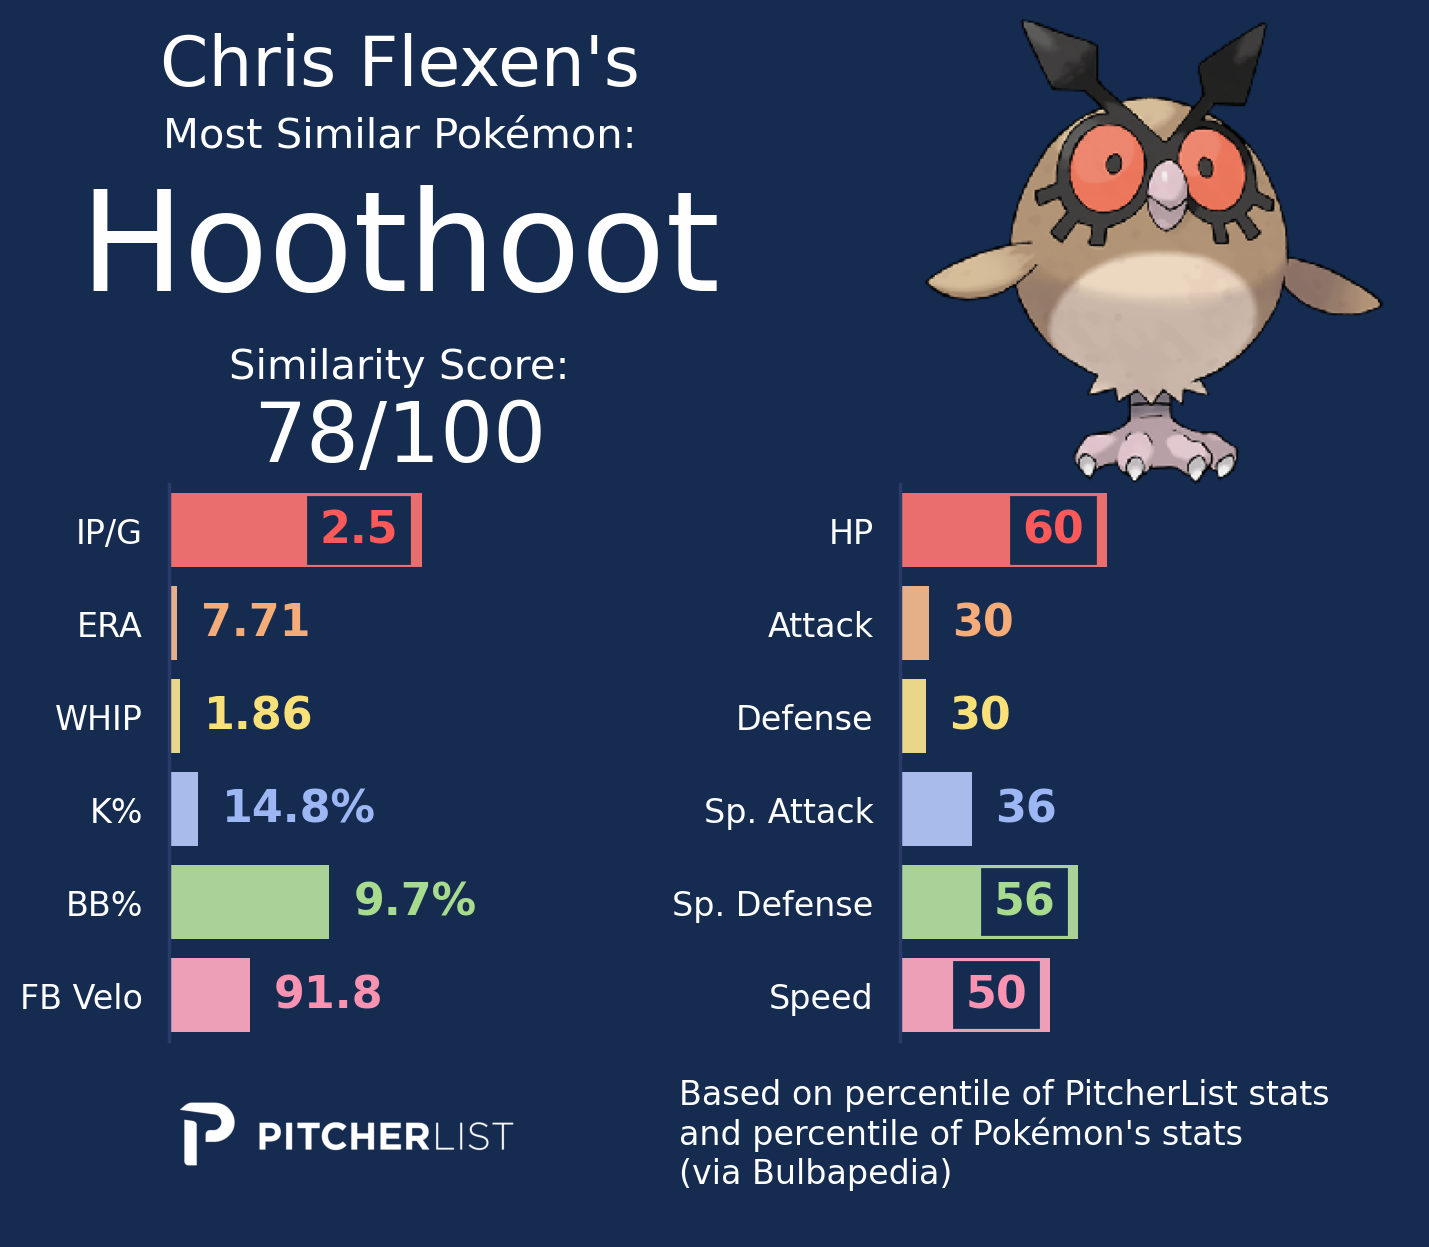 Chris Flexen's
Most Similar Pokémon:
Hoothoot
Similarity Score:
78/100
IP/G 2.5
ERA 7.71
WHIP 1.86
K% 14.8%
BB% 9.7%
FB Velo 91.8
HP 60
Attack 30
Defense 30
Sp. Attack 36
Sp. Defense 56
Speed 50
PITCHERLIST
Based on percentile of PitcherList stats
and percentile of Pokémon's stats
(via Bulbapedia)